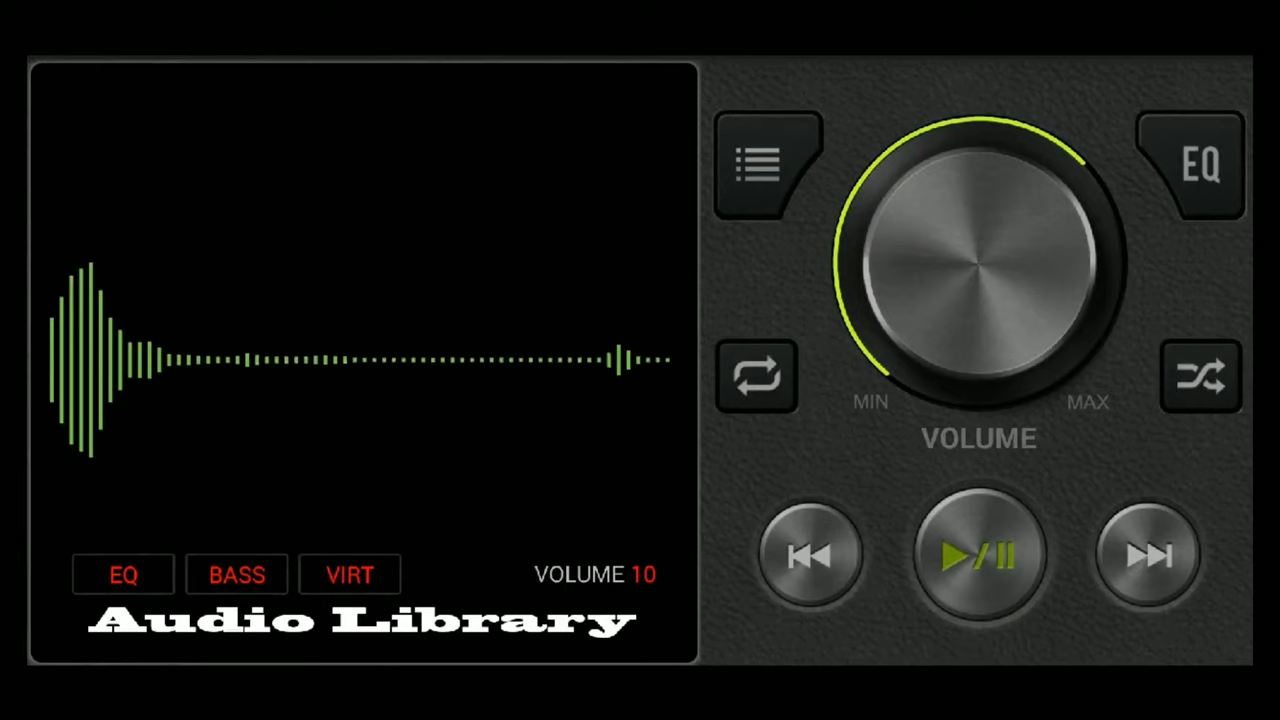 EQ BASS VIRT VOLUME 10
Audio Library
EQ
MIN MAX
VOLUME